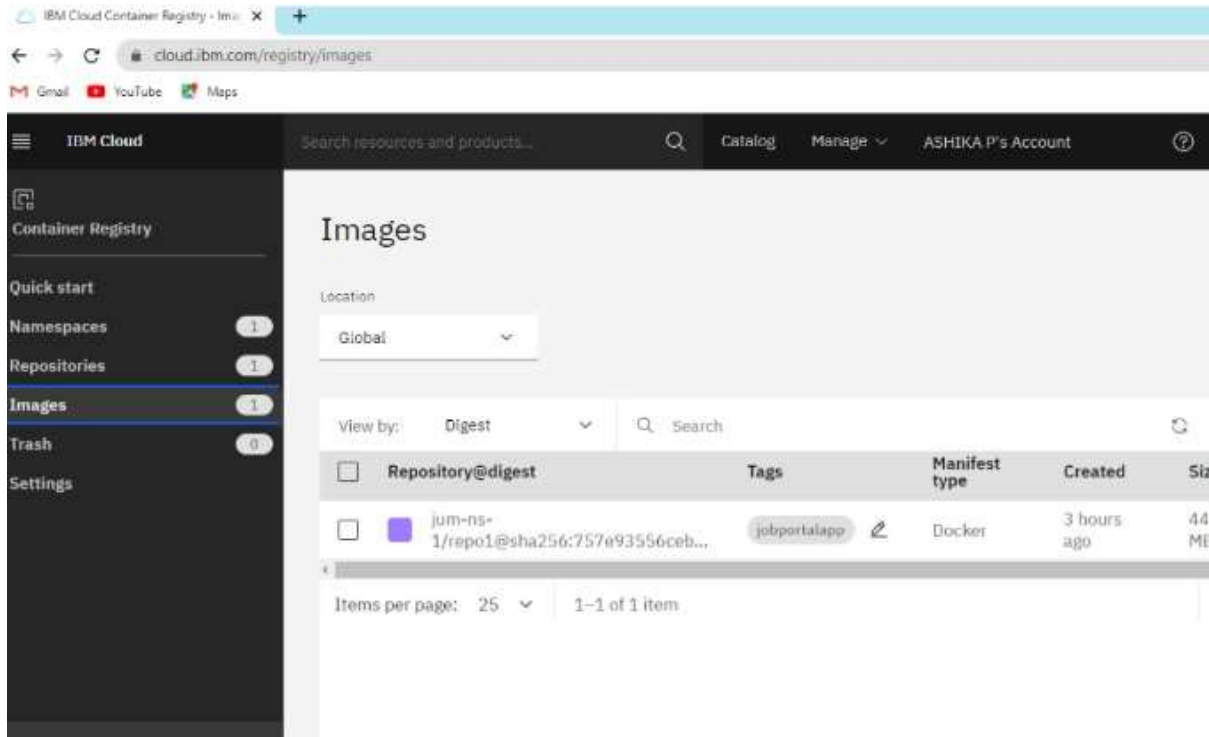 IBM Cloud Container Registry - Ima
cloud.ibm.com/registry/images
Gmail YouTube Maps
IBM Cloud
Search resources and products...
Catalog Manage ASHIKA P's Account
Container Registry
Quick start
Namespaces 1
Repositories 1
Images 1
Trash 0
Settings
Images
Location
Global
View by: Digest Search
Repository@digest Tags Manifest type Created Siz
jum-ns-
1/repo1@sha256:757e93556ceb... jobportalapp Docker 3 hours ago 44 MB
Items per page: 25 1–1 of 1 item